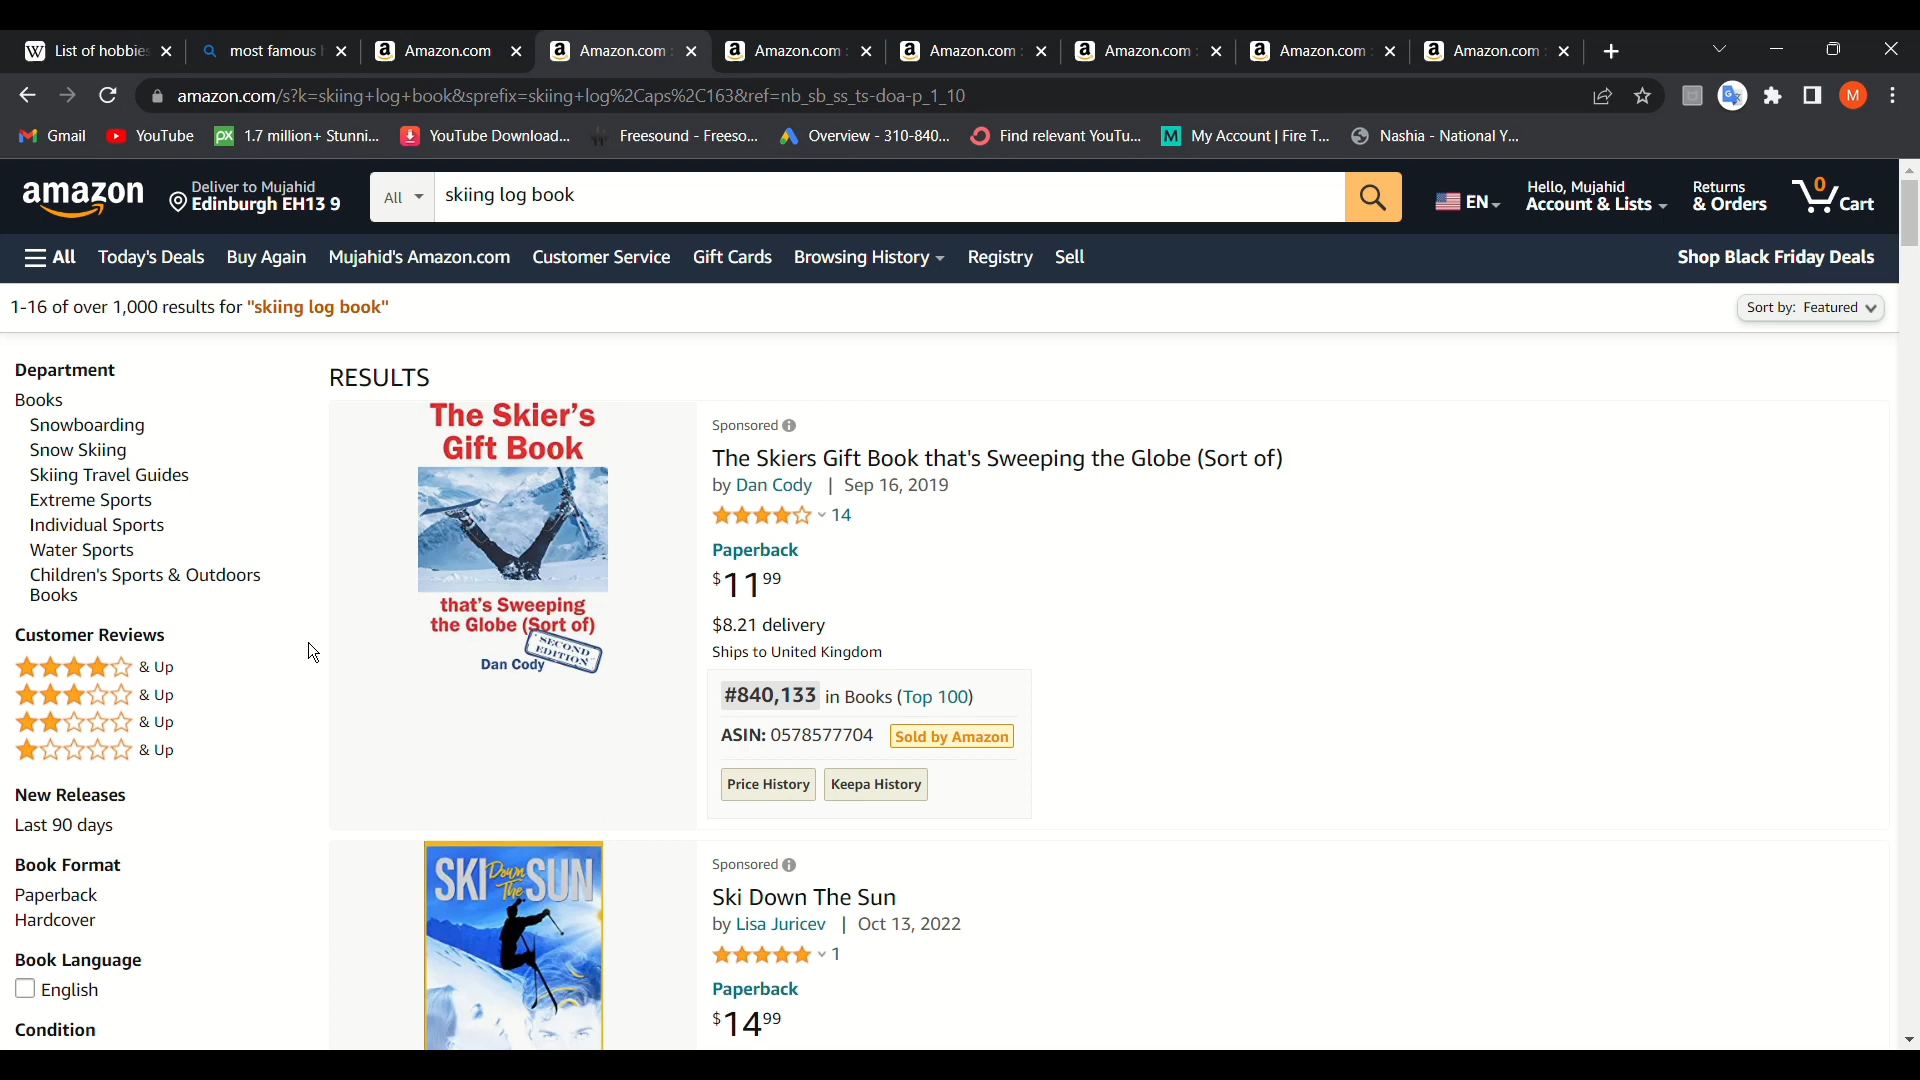 List of hobbies
most famous
Amazon.com
Amazon.com :
Amazon.com :
Amazon.com :
Amazon.com :
Amazon.com :
Amazon.com :
amazon.com/s?k=skiing+log+book&sprefix=skiing+log%2Caps%2C163&ref=nb_sb_ss_ts-doa-p_1_10
M
Gmail
YouTube
1.7 million+ Stunni...
YouTube Download...
Freesound - Freeso...
Overview - 310-840...
Find relevant YouTu...
My Account | Fire T...
Nashia - National Y...
amazon
Deliver to Mujahid
Edinburgh EH13 9
All
skiing log book
EN
Hello, Mujahid
Account & Lists
Returns
& Orders
0
Cart
All
Today's Deals
Buy Again
Mujahid's Amazon.com
Customer Service
Gift Cards
Browsing History
Registry
Sell
Shop Black Friday Deals
1-16 of over 1,000 results for "skiing log book"
Sort by: Featured
Department
Books
Snowboarding
Snow Skiing
Skiing Travel Guides
Extreme Sports
Individual Sports
Water Sports
Children's Sports & Outdoors
Books
Customer Reviews
& Up
& Up
& Up
& Up
New Releases
Last 90 days
Book Format
Paperback
Hardcover
Book Language
English
Condition
RESULTS
The Skier's
Gift Book
that's Sweeping
the Globe (Sort of)
SECOND
EDITION
Dan Cody
Sponsored
The Skiers Gift Book that's Sweeping the Globe (Sort of)
by Dan Cody | Sep 16, 2019
14
Paperback
$11 99
$8.21 delivery
Ships to United Kingdom
#840,133 in Books (Top 100)
ASIN: 0578577704 Sold by Amazon
Price History
Keepa History
SKI Down The SUN
Sponsored
Ski Down The Sun
by Lisa Juricev | Oct 13, 2022
1
Paperback
$14 99